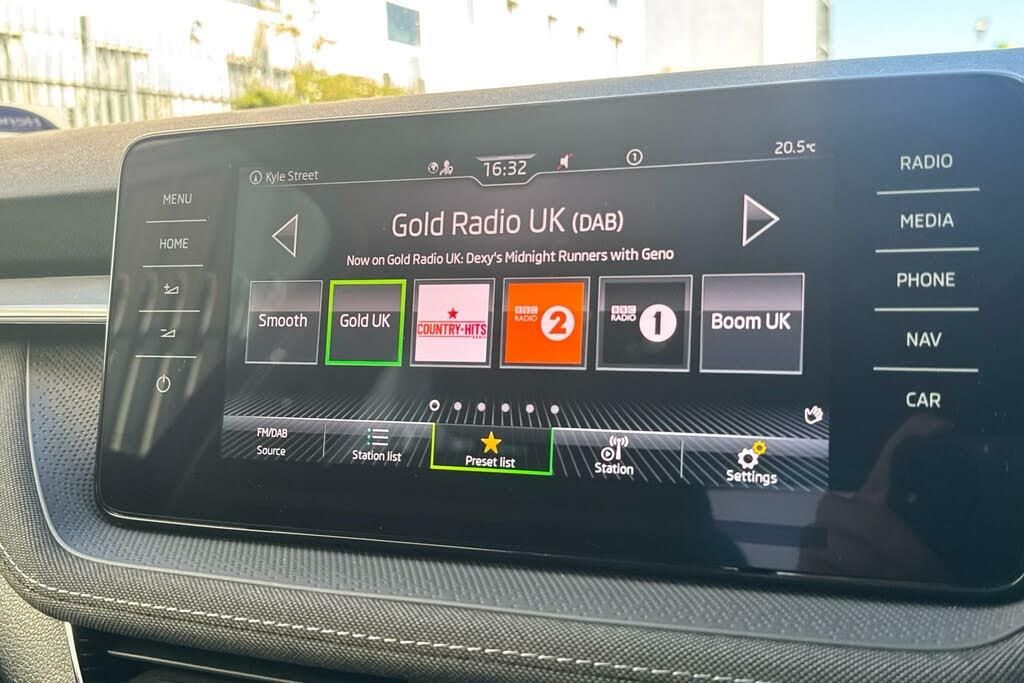 Kyle Street
16:32
1
20.5°C
MENU
HOME
RADIO
MEDIA
PHONE
NAV
CAR
Gold Radio UK (DAB)
Now on Gold Radio UK: Dexy's Midnight Runners with Geno
Smooth
Gold UK
COUNTRY★HITS
RADIO
BBC
RADIO 2
BBC
RADIO 1
Boom UK
FM/DAB
Source
Station list
Preset list
Station
Settings